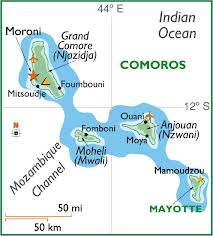 44° E
Indian
Ocean
Moroni
Grand
Comore
(Njazidja)
COMOROS
Foumbouni
Mitsoudje
12° S
Ouani
Fomboni
Anjouan
(Nzwani)
Moya
Moheli
(Mwali)
Mozambique
Channel
Mamoudzou
MAYOTTE
50 mi
0
50 km